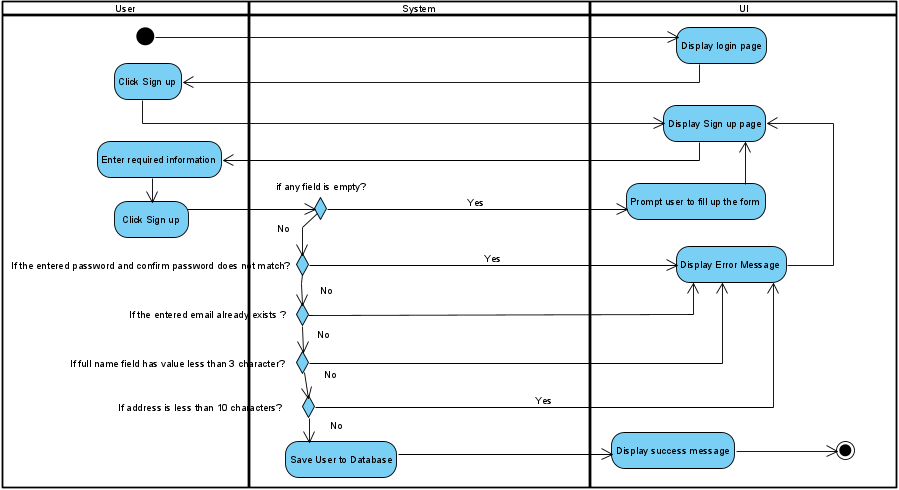 User
System
UI
Display login page
Click Sign up
Display Sign up page
Enter required information
if any field is empty?
Yes
Prompt user to fill up the form
Click Sign up
No
If the entered password and confirm password does not match?
Yes
Display Error Message
No
If the entered email already exists ?
No
If full name field has value less than 3 character?
No
If address is less than 10 characters?
Yes
No
Save User to Database
Display success message